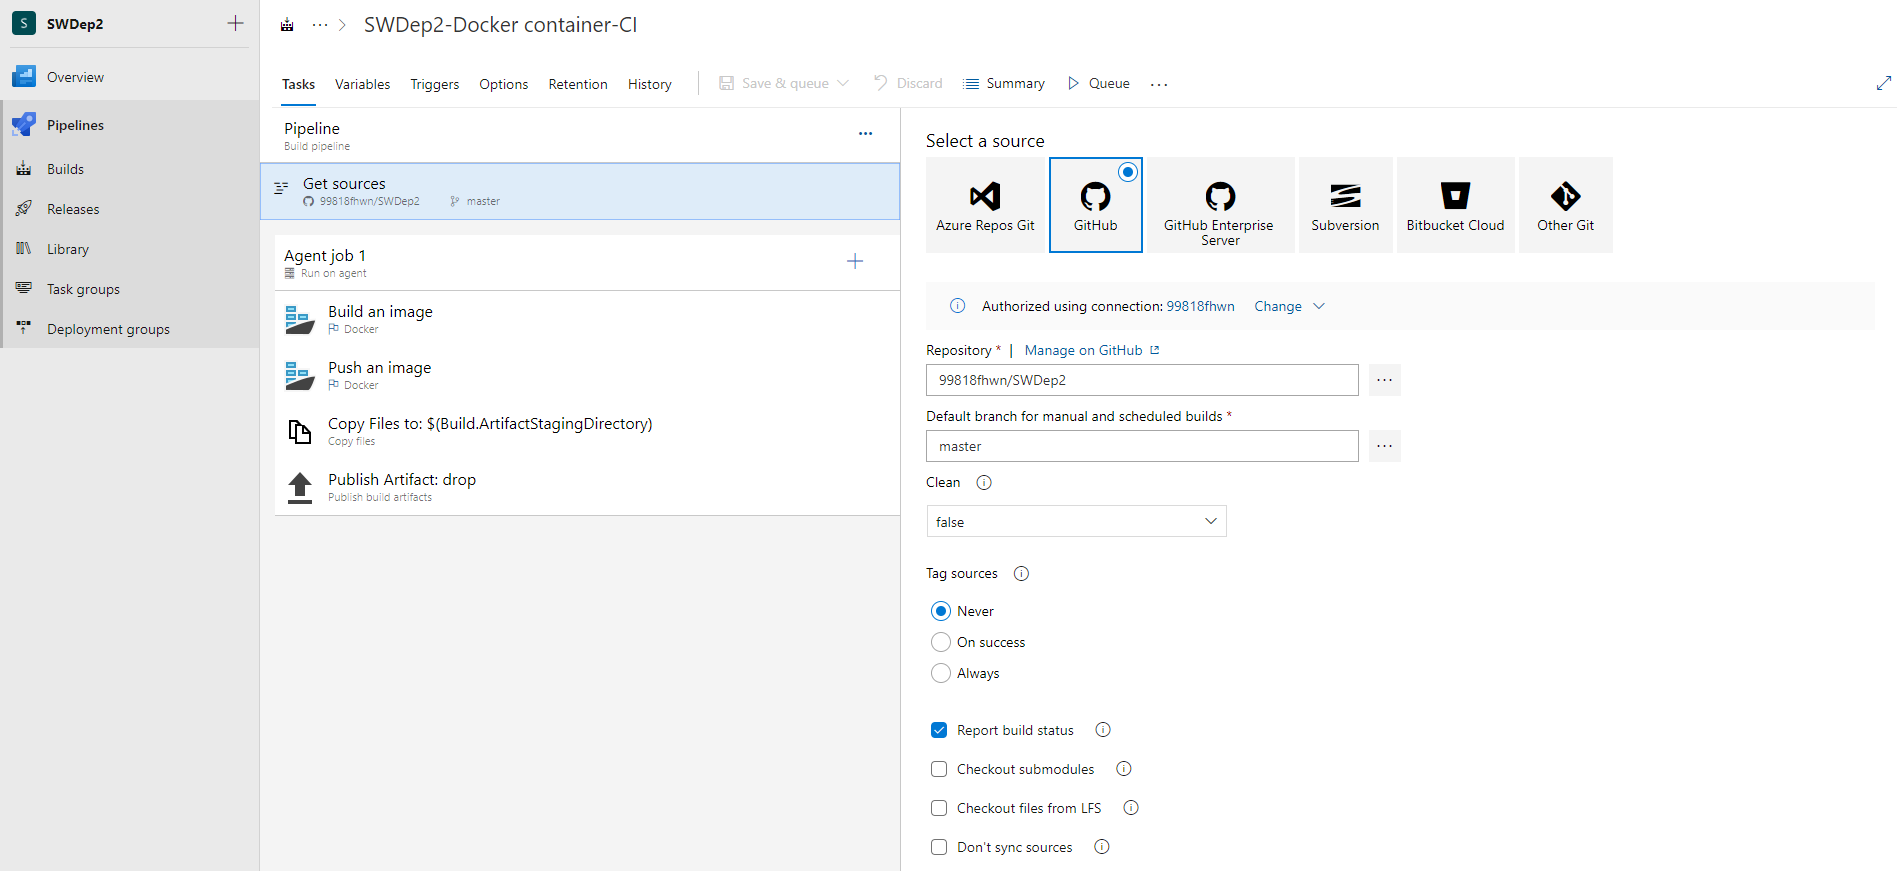 S SWDep2
Overview
Pipelines
Builds
Releases
Library
Task groups
Deployment groups
SWDep2-Docker container-CI
Tasks Variables Triggers Options Retention History Save & queue Discard Summary Queue
Pipeline
Build pipeline
Get sources
99818fhwn/SWDep2 master
Agent job 1
Run on agent
Build an image
Docker
Push an image
Docker
Copy Files to: $(Build.ArtifactStagingDirectory)
Copy files
Publish Artifact: drop
Publish build artifacts
Select a source
Azure Repos Git
GitHub
GitHub Enterprise
Server
Subversion
Bitbucket Cloud
Other Git
Authorized using connection: 99818fhwn Change
Repository * | Manage on GitHub
99818fhwn/SWDep2
Default branch for manual and scheduled builds *
master
Clean
false
Tag sources
Never
On success
Always
Report build status
Checkout submodules
Checkout files from LFS
Don't sync sources